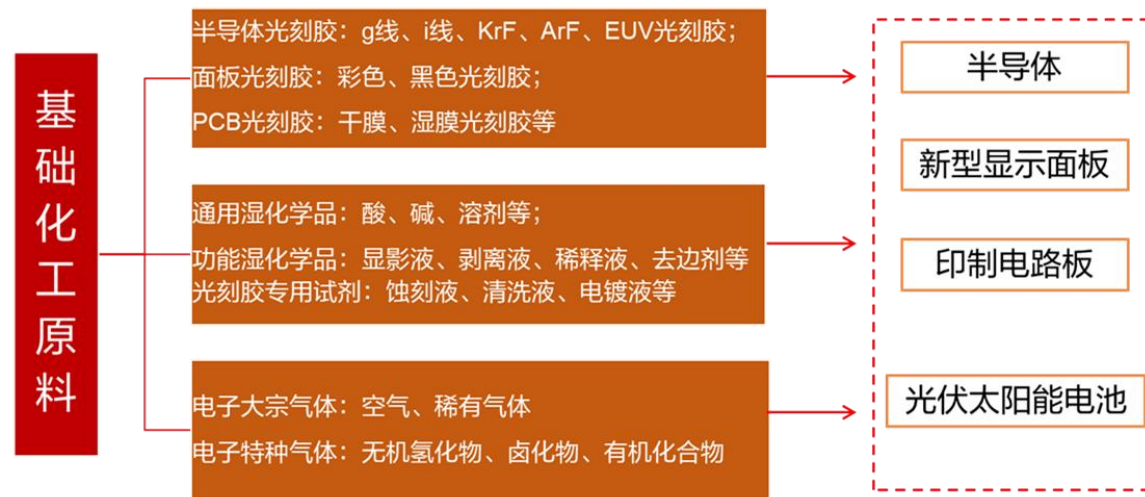 基础化工原料
半导体光刻胶：g线、i线、KrF、ArF、EUV光刻胶；
面板光刻胶：彩色、黑色光刻胶；
PCB光刻胶：干膜、湿膜光刻胶等
通用湿化学品：酸、碱、溶剂等；
功能湿化学品：显影液、剥离液、稀释液、去边剂等
光刻胶专用试剂：蚀刻液、清洗液、电镀液等
电子大宗气体：空气、稀有气体
电子特种气体：无机氢化物、卤化物、有机化合物
半导体
新型显示面板
印制电路板
光伏太阳能电池